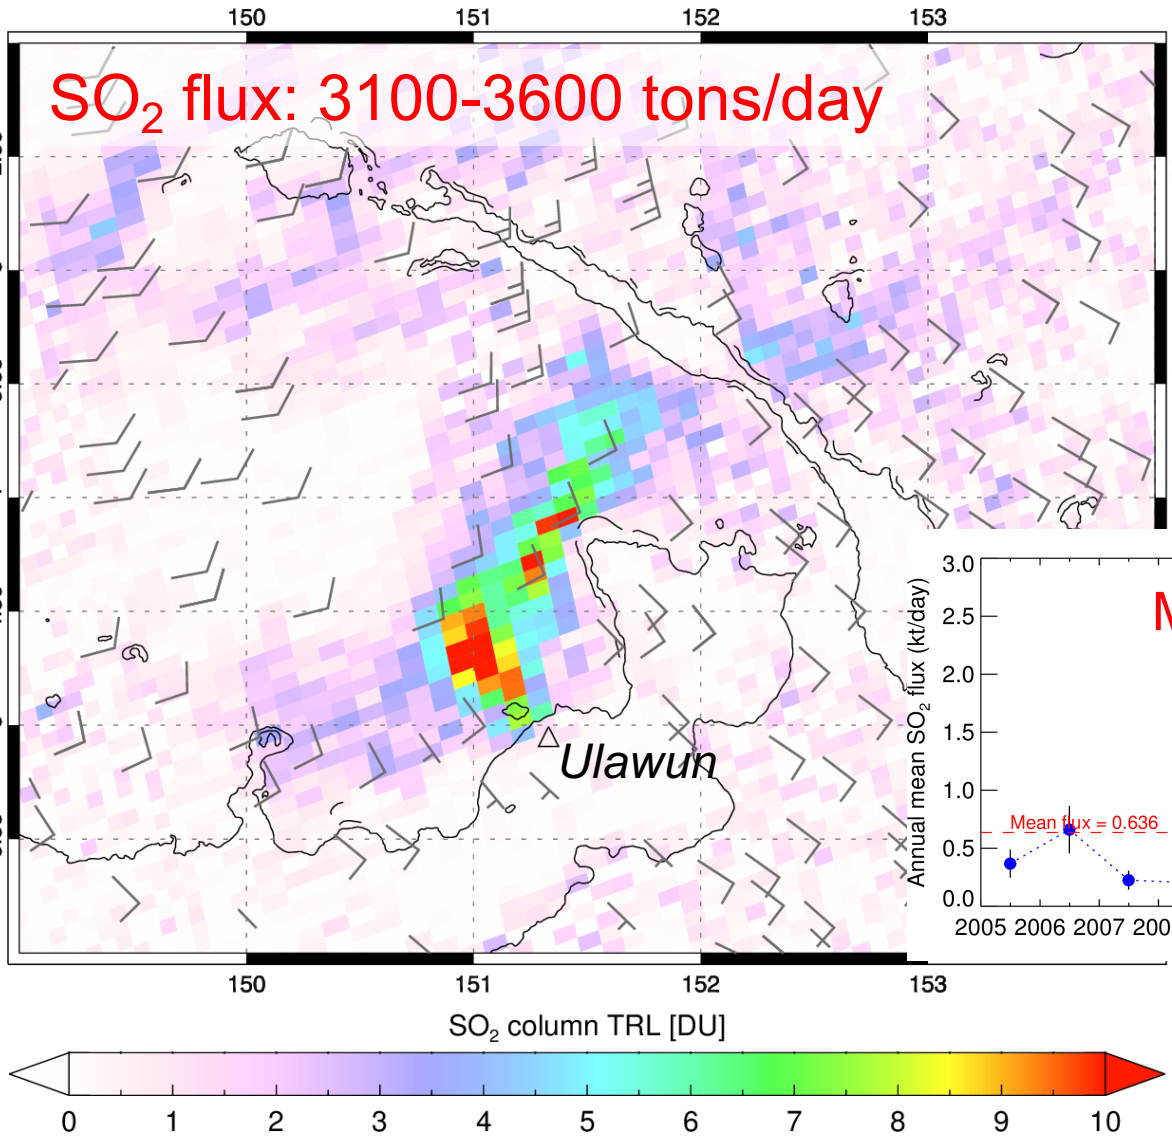 150 151 152 153
SO₂ flux: 3100-3600 tons/day
Ulawun
3.0
2.5
2.0
1.5
1.0
0.5
0.0
Annual mean SO₂ flux (kt/day)
M
Mean flux = 0.636
2005 2006 2007 200
150 151 152 153
SO₂ column TRL [DU]
0 1 2 3 4 5 6 7 8 9 10